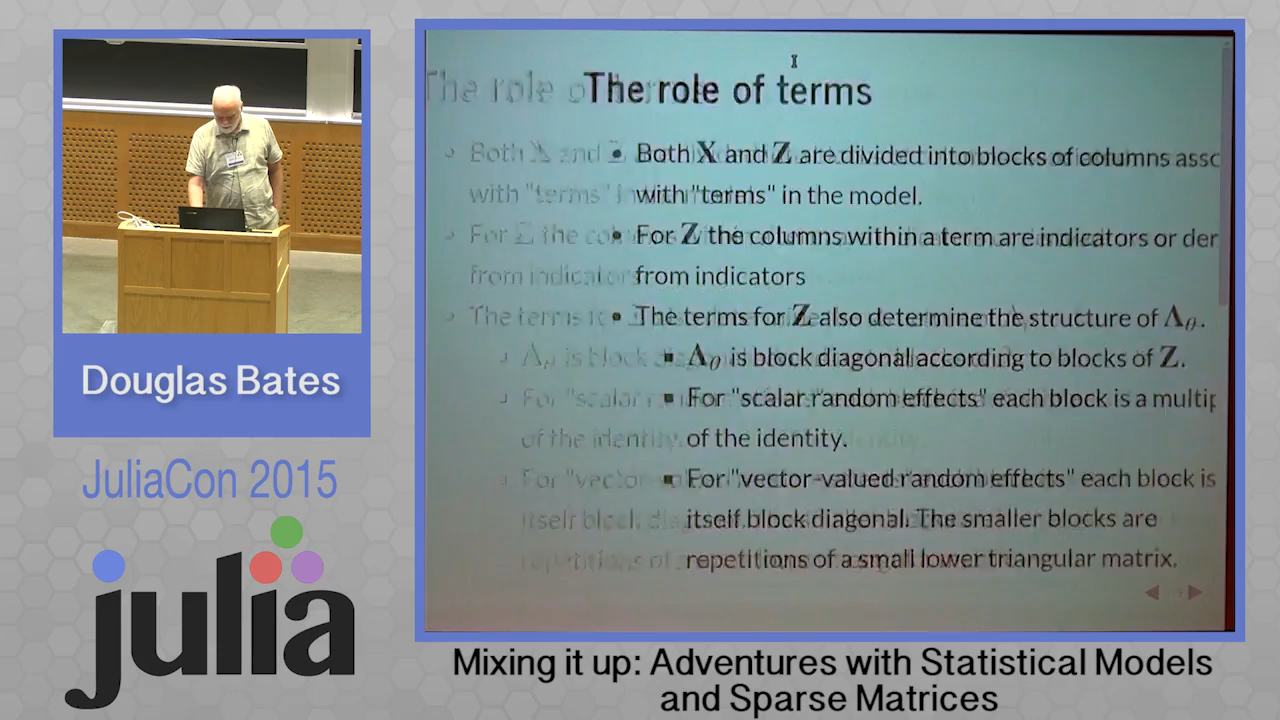 The role of terms
• Both X and Z are divided into blocks of columns assc
with "terms" in the model.
• For Z the columns within a term are indicators or der
from indicators
• The terms for Z also determine the structure of Λθ.
▪ Λθ is block diagonal according to blocks of Z.
▪ For "scalar random effects" each block is a multip
of the identity.
▪ For "vector-valued random effects" each block is
itself block diagonal. The smaller blocks are
repetitions of a small lower triangular matrix.
Douglas Bates
JuliaCon 2015
julia
Mixing it up: Adventures with Statistical Models
and Sparse Matrices